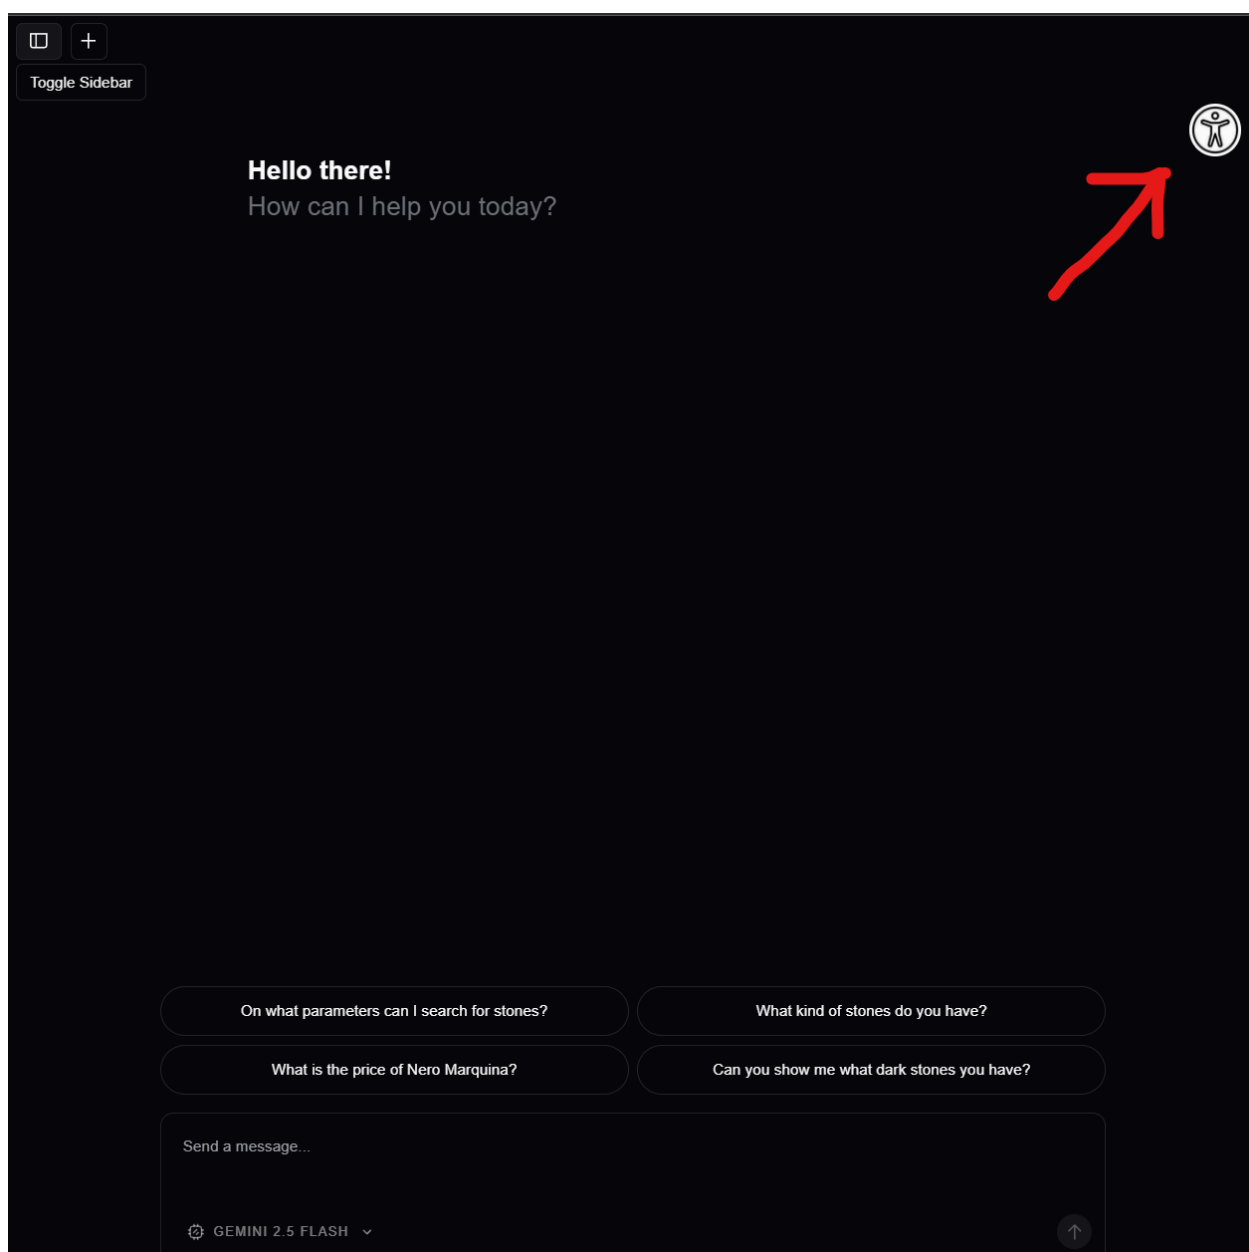 Toggle Sidebar
Hello there!
How can I help you today?
On what parameters can I search for stones?
What kind of stones do you have?
What is the price of Nero Marquina?
Can you show me what dark stones you have?
Send a message...
GEMINI 2.5 FLASH